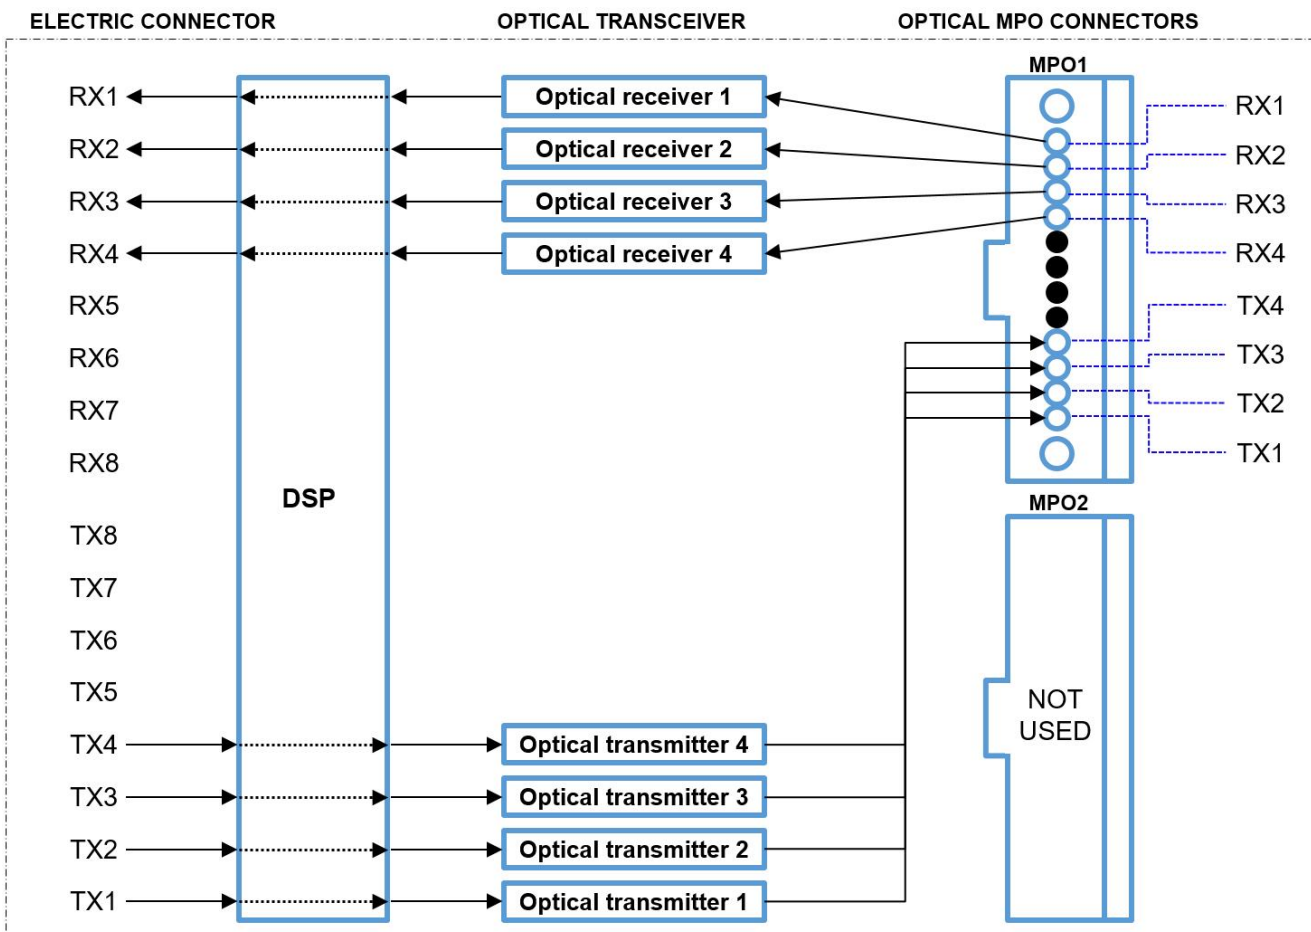 ELECTRIC CONNECTOR
OPTICAL TRANSCEIVER
OPTICAL MPO CONNECTORS
RX1
RX2
RX3
RX4
RX5
RX6
RX7
RX8
TX8
TX7
TX6
TX5
TX4
TX3
TX2
TX1
DSP
Optical receiver 1
Optical receiver 2
Optical receiver 3
Optical receiver 4
Optical transmitter 4
Optical transmitter 3
Optical transmitter 2
Optical transmitter 1
MPO1
RX1
RX2
RX3
RX4
TX4
TX3
TX2
TX1
MPO2
NOT
USED